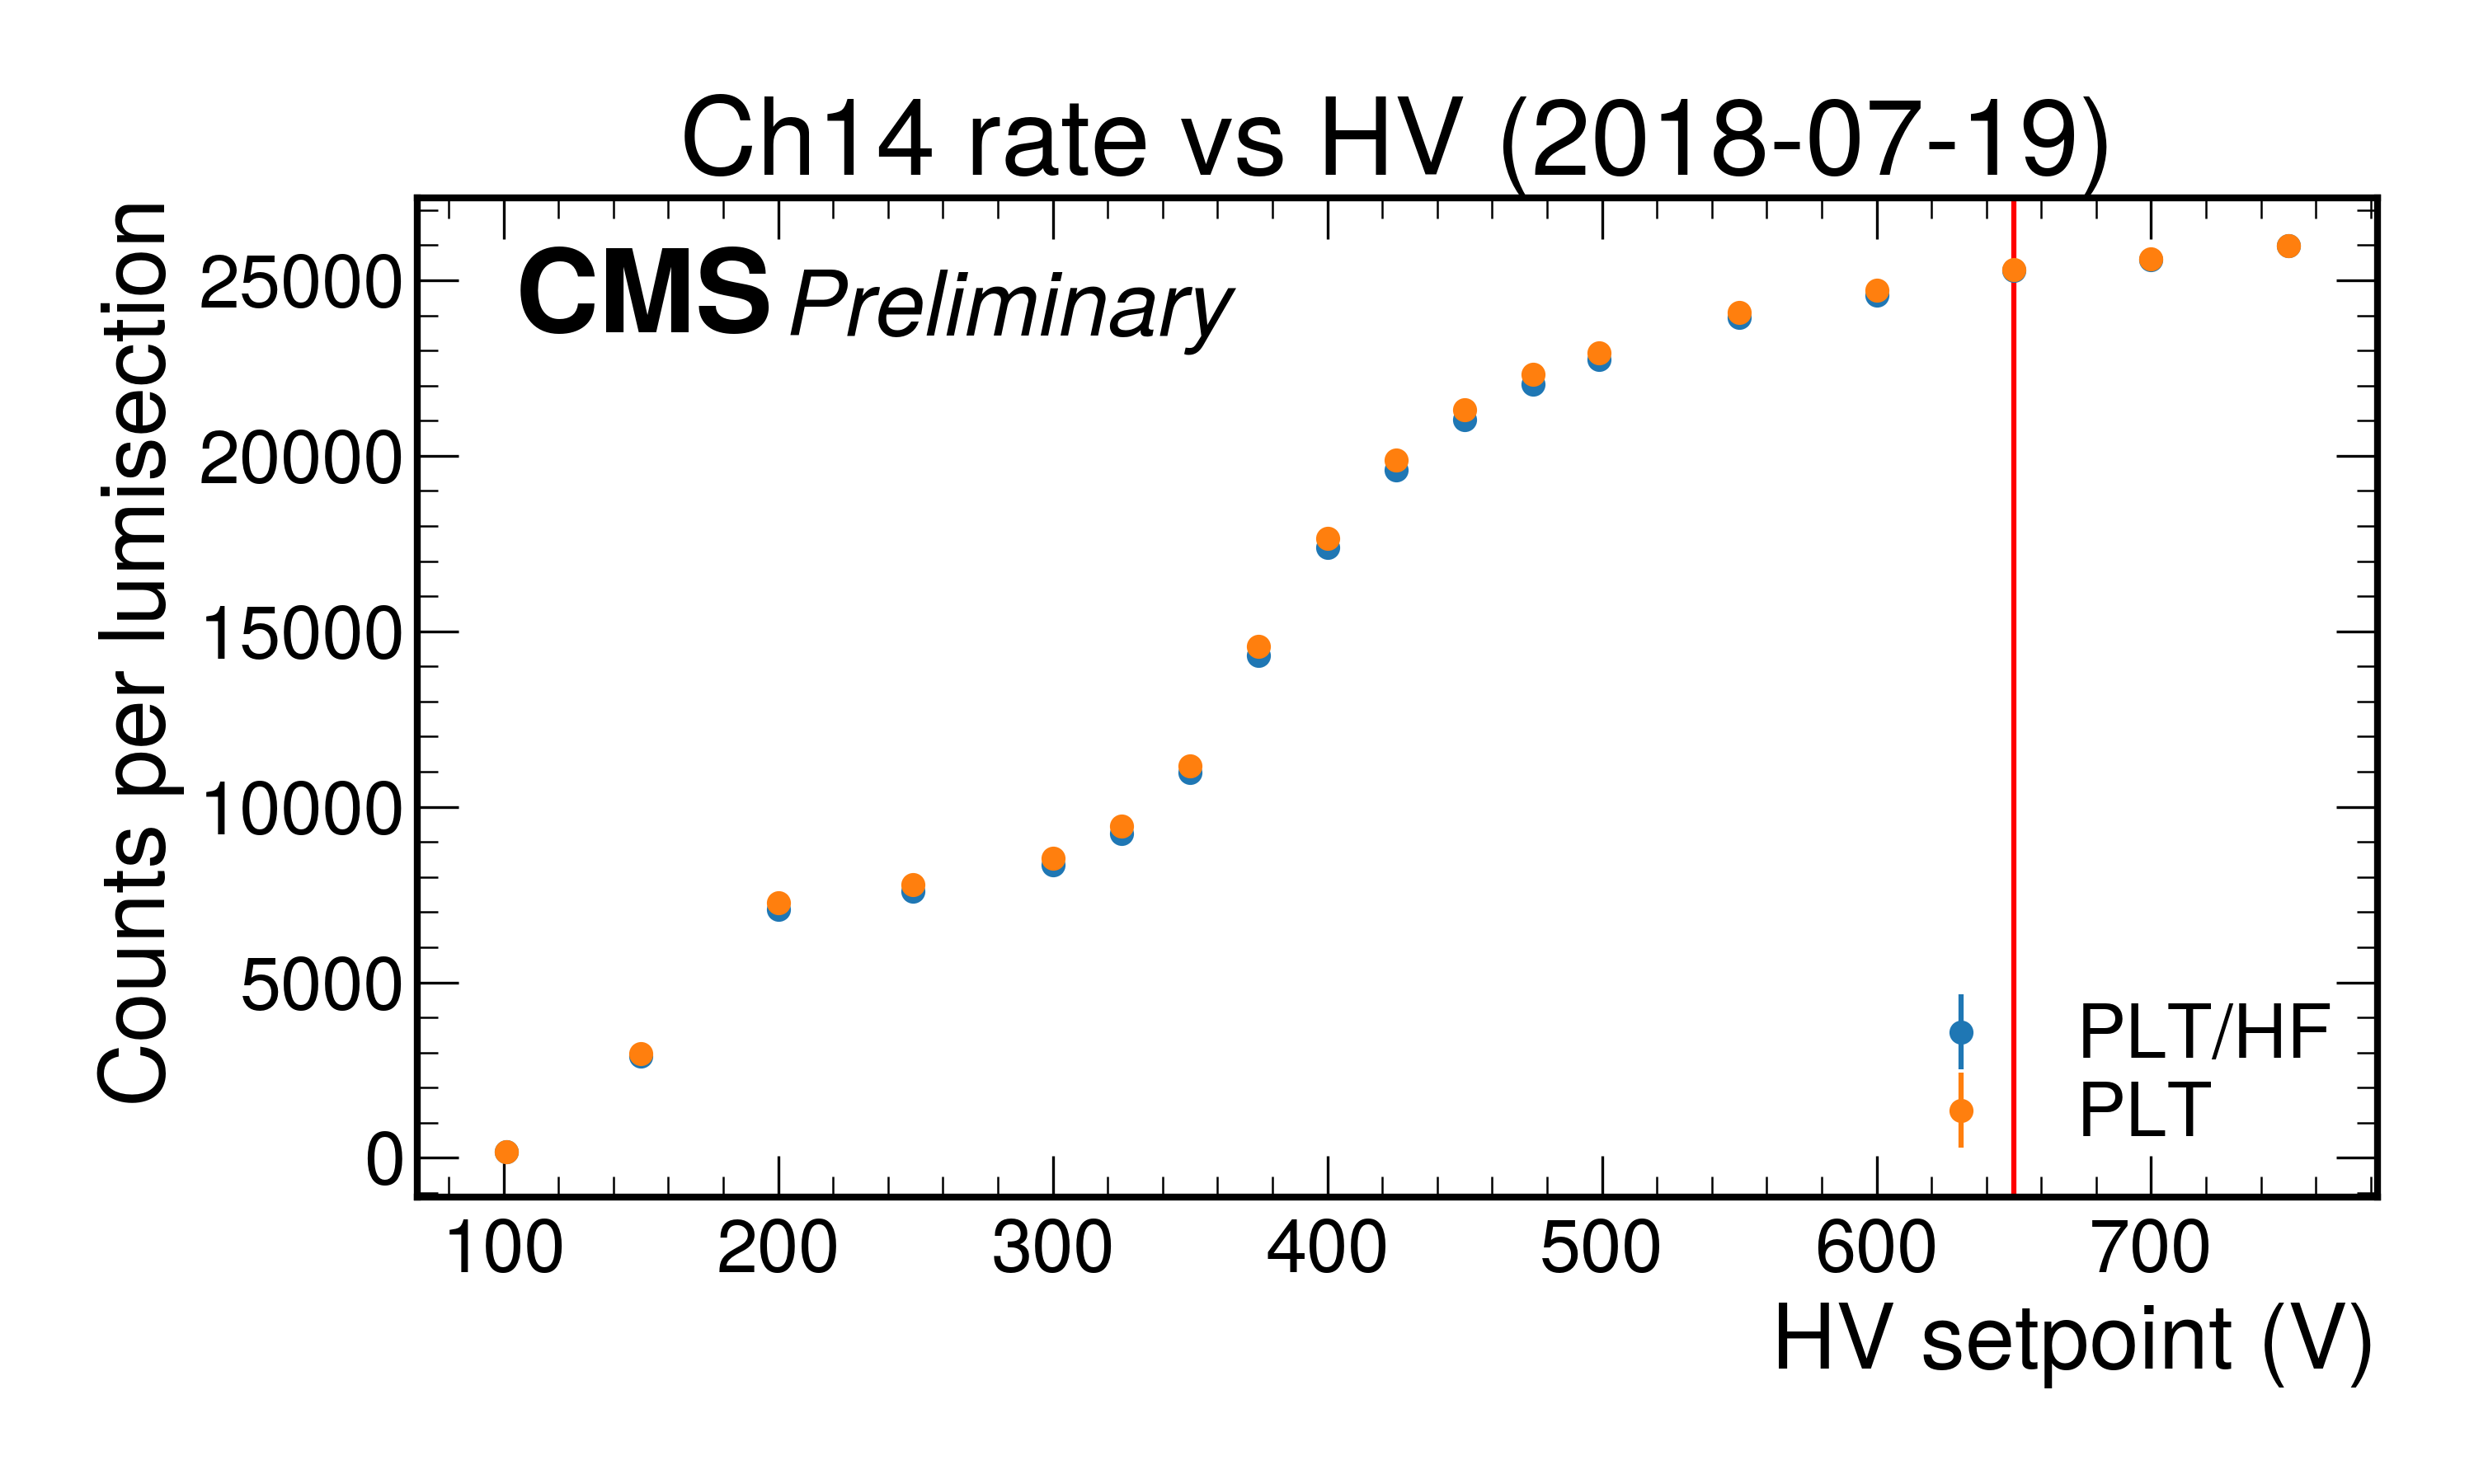 Ch14 rate vs HV (2018-07-19)
CMS Preliminary
Counts per lumisection
25000
20000
15000
10000
5000
0
PLT/HF
PLT
100 200 300 400 500 600 700
HV setpoint (V)